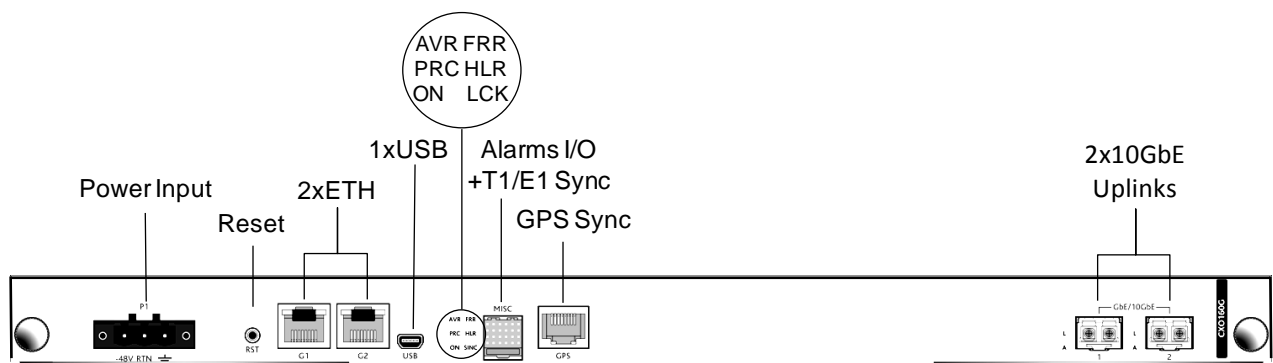 AVR FRR
PRC HLR
ON LCK
1xUSB
Alarms I/O
+T1/E1 Sync
2x10GbE
Uplinks
Power Input
2xETH
Reset
GPS Sync
P1
-48V RTN
RST
G1
G2
USB
AVR FRR
PRC HLR
ON SINC
MISC
GPS
GbE/10GbE
L
A
1
L
A
2
CXO160G